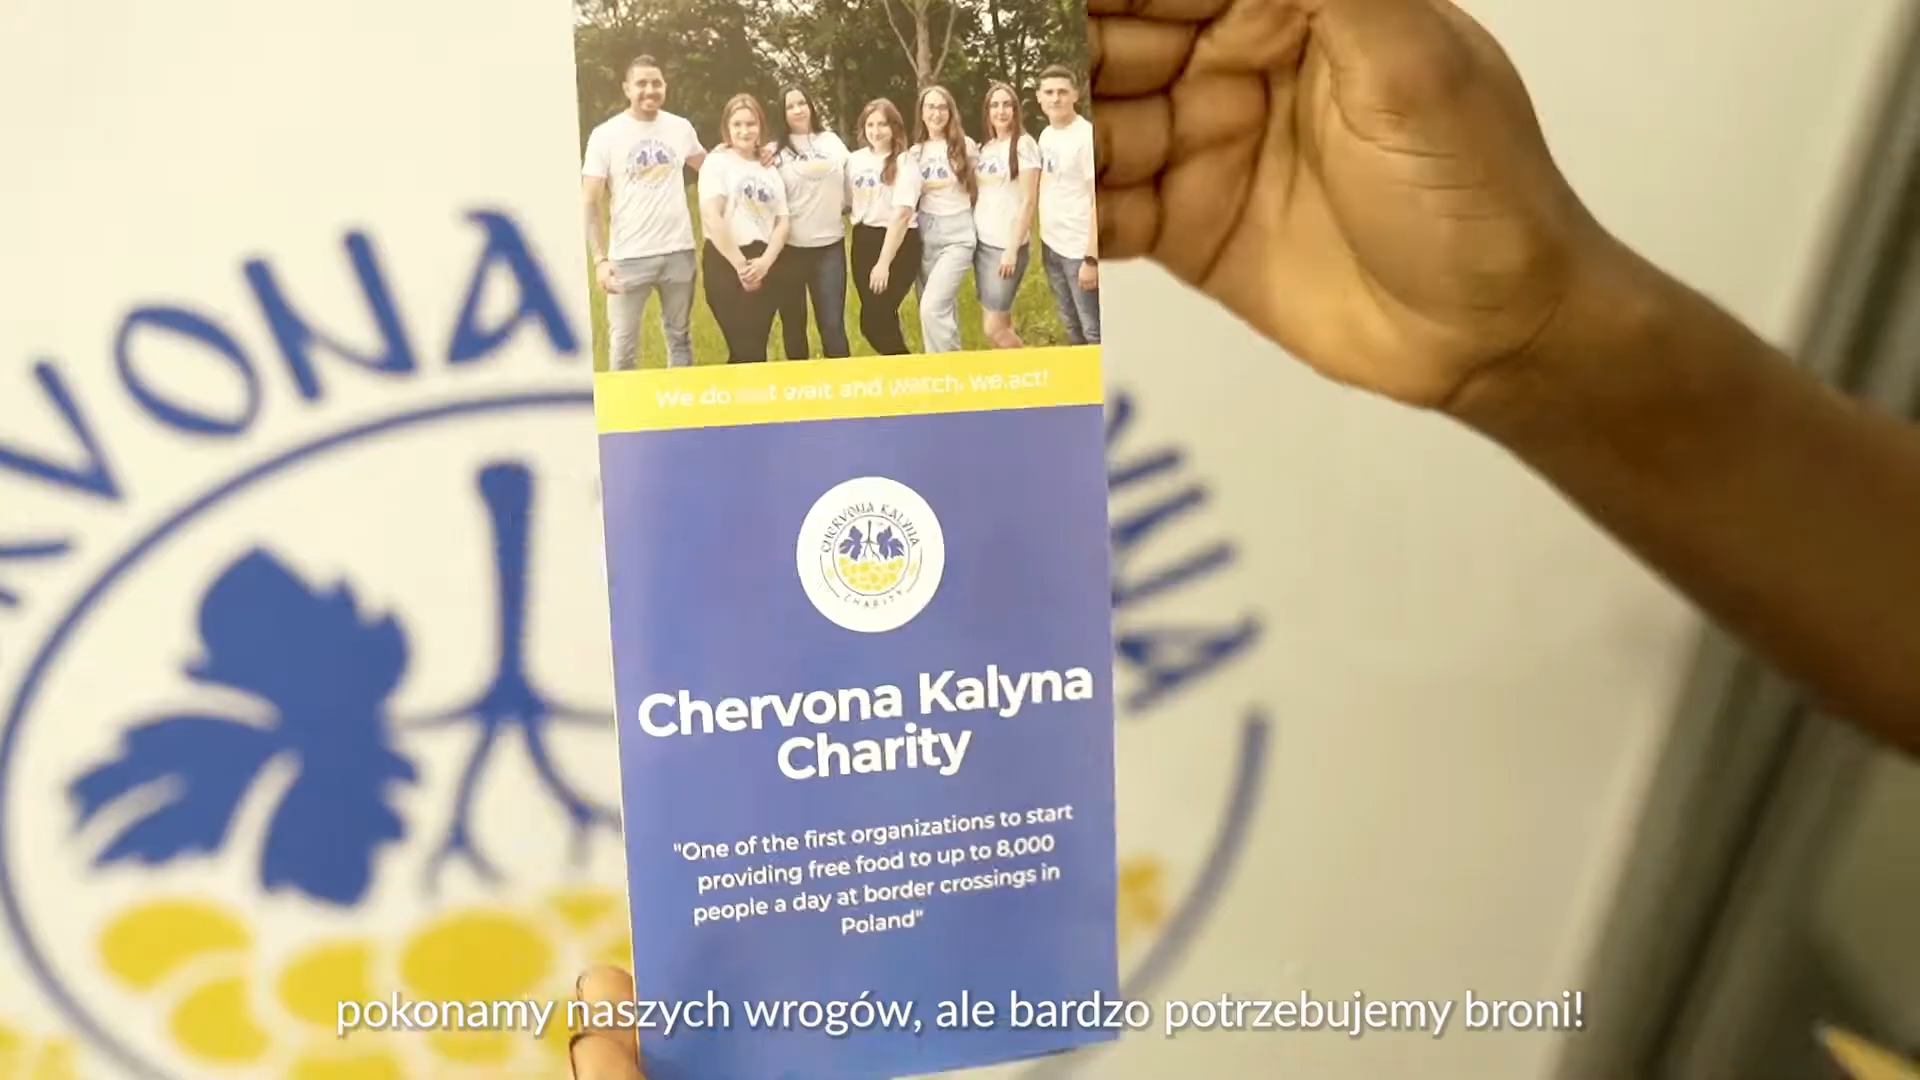 VONA
We do not wait and watch, we act!
CHERVONA KALYNA
CHARITY
Chervona Kalyna
Charity
"One of the first organizations to start
providing free food to up to 8,000
people a day at border crossings in
Poland"
pokonamy naszych wrogów, ale bardzo potrzebujemy broni!